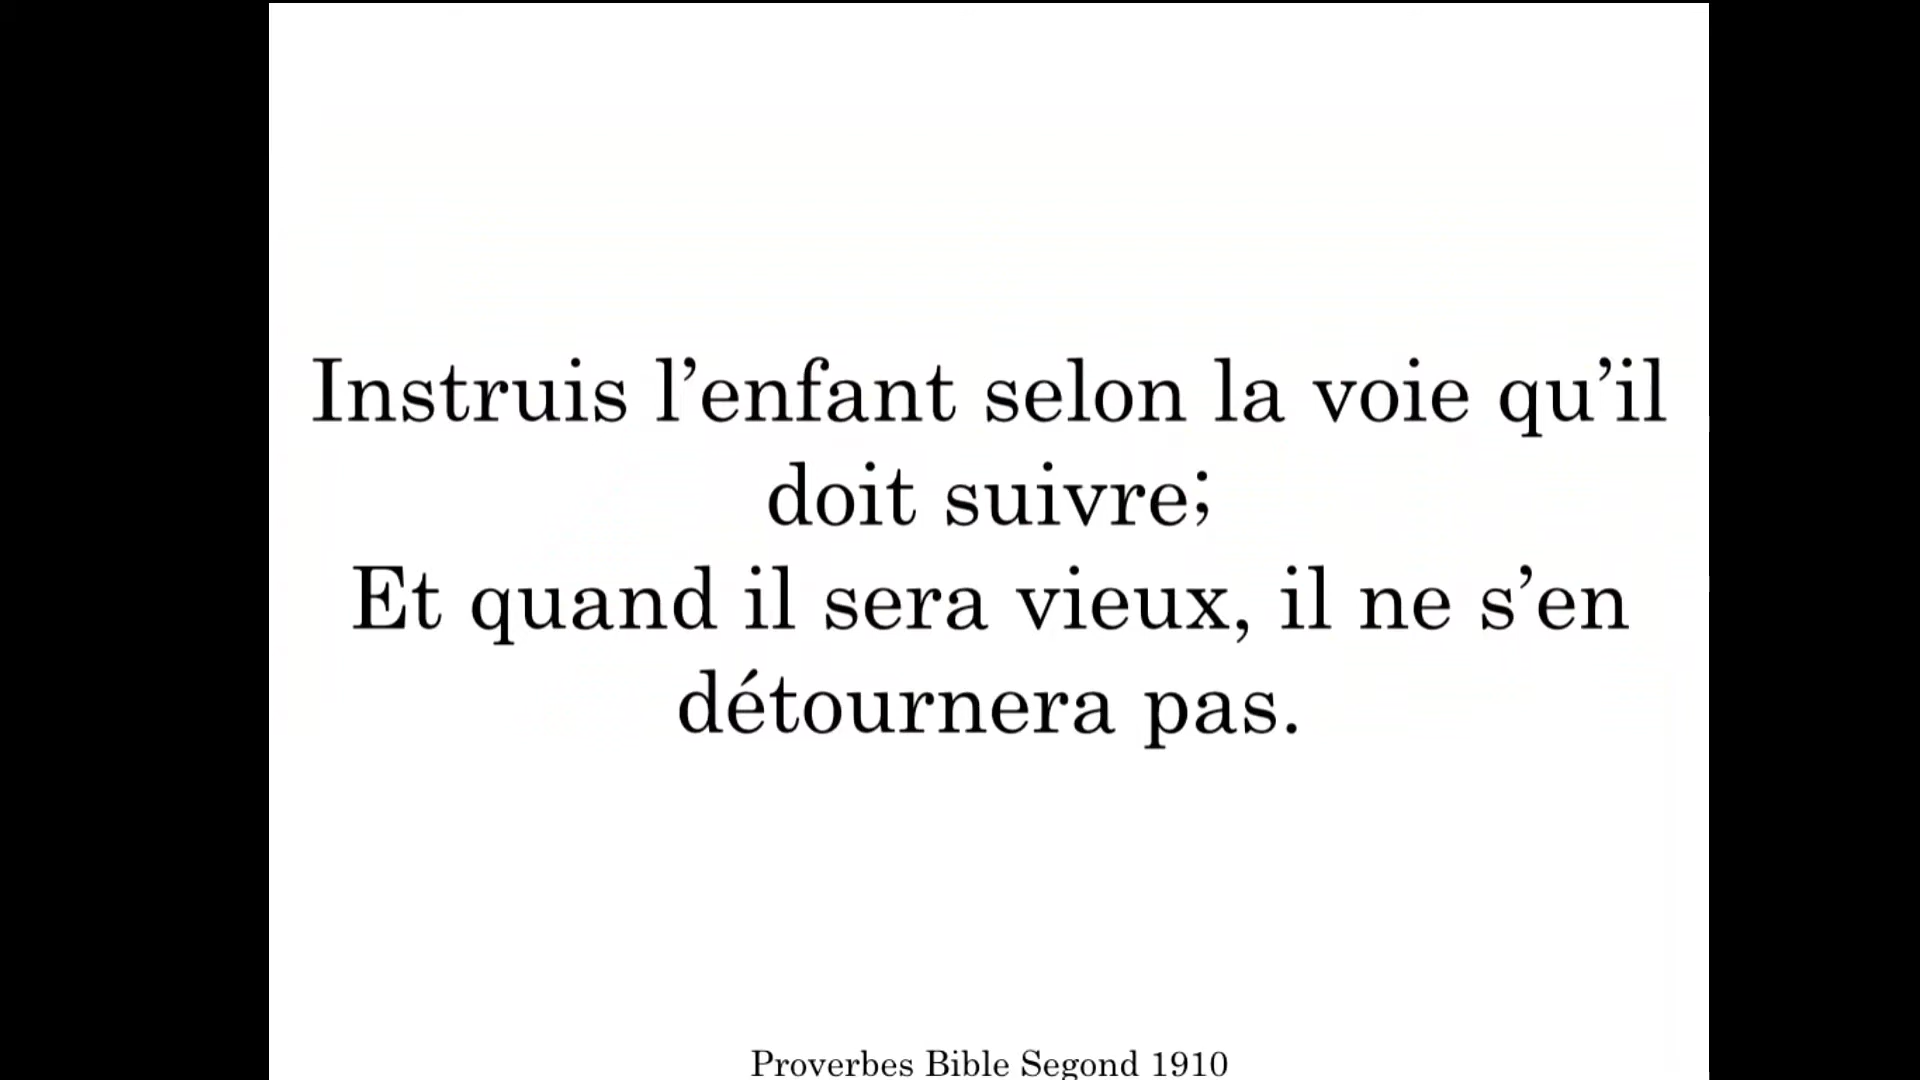 Instruis l’enfant selon la voie qu’il
doit suivre;
Et quand il sera vieux, il ne s’en
détournera pas.
Proverbes Bible Segond 1910